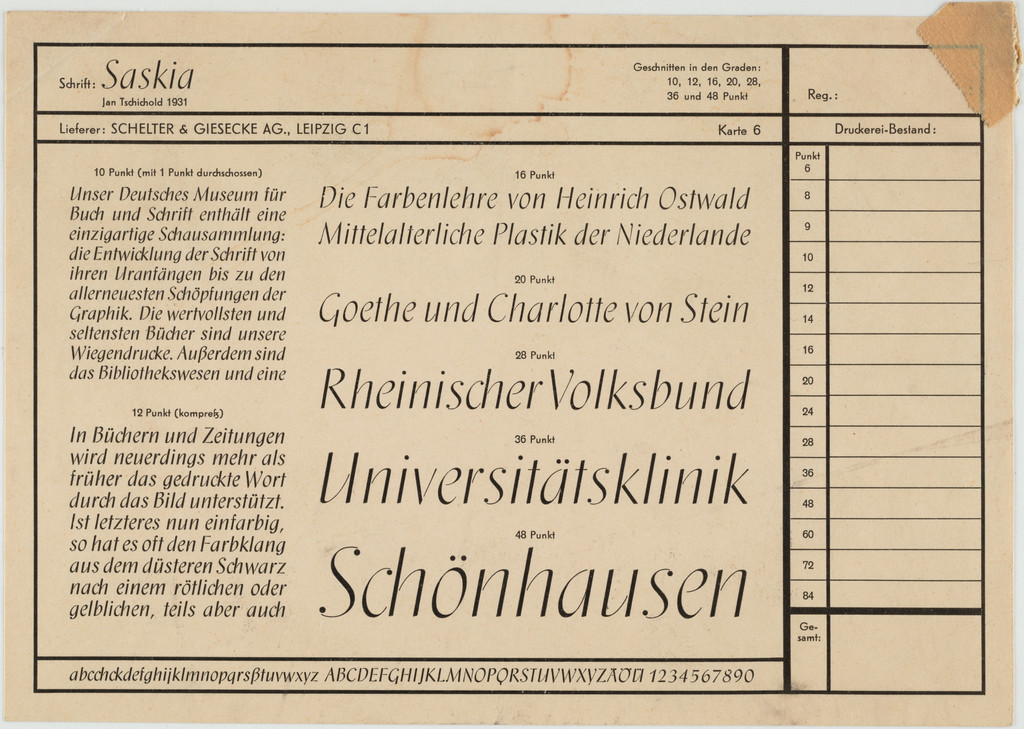 Schrift: Saskia
Jan Tschichold 1931
Geschnitten in den Graden:
10, 12, 16, 20, 28,
36 und 48 Punkt
Reg.:
Lieferer: SCHELTER & GIESECKE AG., LEIPZIG C1
Karte 6
Druckerei-Bestand:
10 Punkt (mit 1 Punkt durchschossen)
Unser Deutsches Museum für
Buch und Schrift enthält eine
einzigartige Schausammlung:
die Entwicklung der Schrift von
ihren Uranfängen bis zu den
allerneuesten Schöpfungen der
Graphik. Die wertvollsten und
seltensten Bücher sind unsere
Wiegendrucke. Außerdem sind
das Bibliothekswesen und eine
12 Punkt (kompreß)
In Büchern und Zeitungen
wird neuerdings mehr als
früher das gedruckte Wort
durch das Bild unterstützt.
Ist letzteres nun einfarbig,
so hat es oft den Farbklang
aus dem düsteren Schwarz
nach einem rötlichen oder
gelblichen, teils aber auch
16 Punkt
Die Farbenlehre von Heinrich Ostwald
Mittelalterliche Plastik der Niederlande
20 Punkt
Goethe und Charlotte von Stein
28 Punkt
Rheinischer Volksbund
36 Punkt
Universitätsklinik
48 Punkt
Schönhausen
Punkt
6
8
9
10
12
14
16
20
24
28
36
48
60
72
84
Ge-
samt:
abcchckdefghijklmnopqrsßtuvwxyz ABCDEFGHIJKLMNOPQRSTUVWXYZÄÖÜ 1234567890